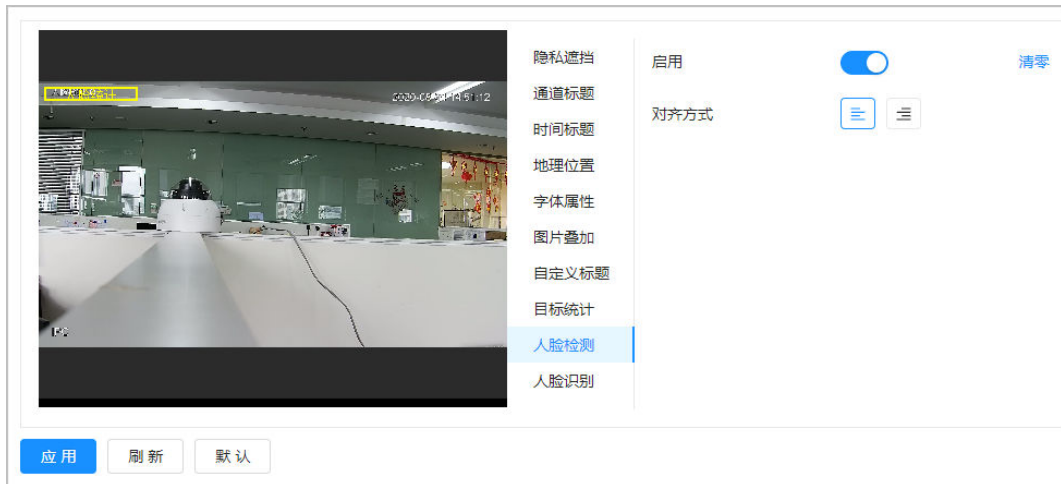 隐私遮挡
通道标题
时间标题
地理位置
字体属性
图片叠加
自定义标题
目标统计
人脸检测
人脸识别
启用
清零
对齐方式
IPC
应用
刷新
默认